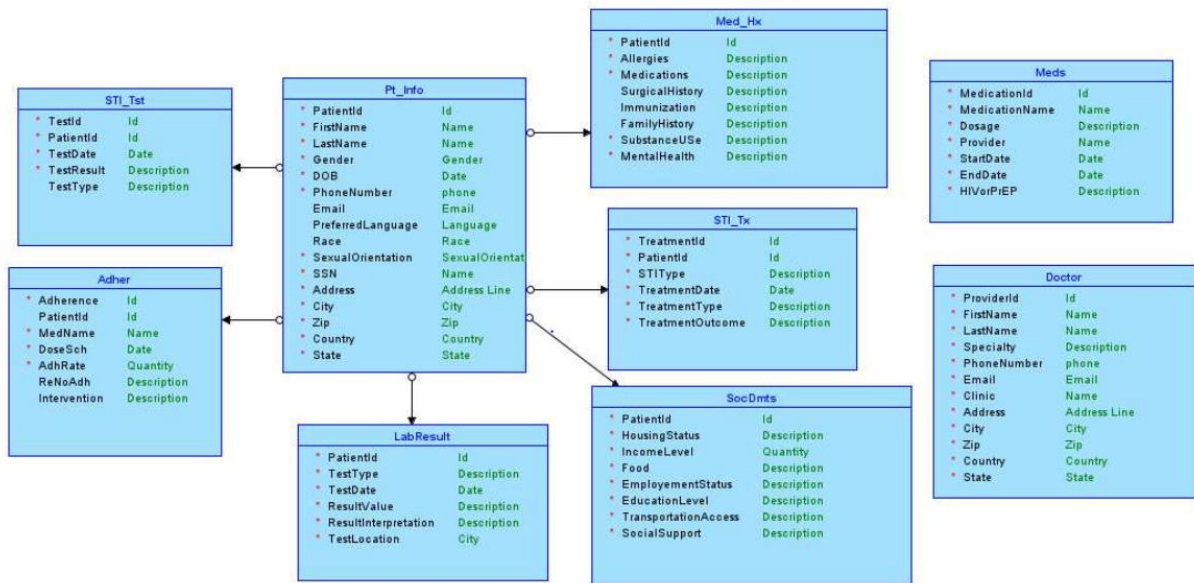 Med_Hx
* PatientId Id
* Allergies Description
* Medications Description
SurgicalHistory Description
Immunization Description
FamilyHistory Description
* SubstanceUSe Description
* MentalHealth Description
Meds
* MedicationId Id
* MedicationName Name
* Dosage Description
* Provider Name
* StartDate Date
* EndDate Date
* HIVorPrEP Description
Pt_Info
* PatientId Id
* FirstName Name
* LastName Name
* Gender Gender
* DOB Date
* PhoneNumber phone
Email Email
PreferredLanguage Language
Race Race
* SexualOrientation SexualOrientat
* SSN Name
* Address Address Line
* City City
* Zip Zip
* Country Country
* State State
STI_Tst
* TestId Id
* PatientId Id
* TestDate Date
* TestResult Description
TestType Description
STI_Tx
* TreatmentId Id
* PatientId Id
* STIType Description
* TreatmentDate Date
* TreatmentType Description
* TreatmentOutcome Description
Adher
* Adherence Id
PatientId Id
* MedName Name
* DoseSch Date
* AdhRate Quantity
ReNoAdh Description
Intervention Description
Doctor
* ProviderId Id
* FirstName Name
* LastName Name
* Specialty Description
* PhoneNumber phone
* Email Email
* Clinic Name
* Address Address Line
* City City
* Zip Zip
* Country Country
* State State
SocDmts
* PatientId Id
* HousingStatus Description
* IncomeLevel Quantity
* Food Description
* EmployementStatus Description
* EducationLevel Description
* TransportationAccess Description
* SocialSupport Description
LabResult
* PatientId Id
* TestType Description
* TestDate Date
* ResultValue Description
* ResultInterpretation Description
* TestLocation City